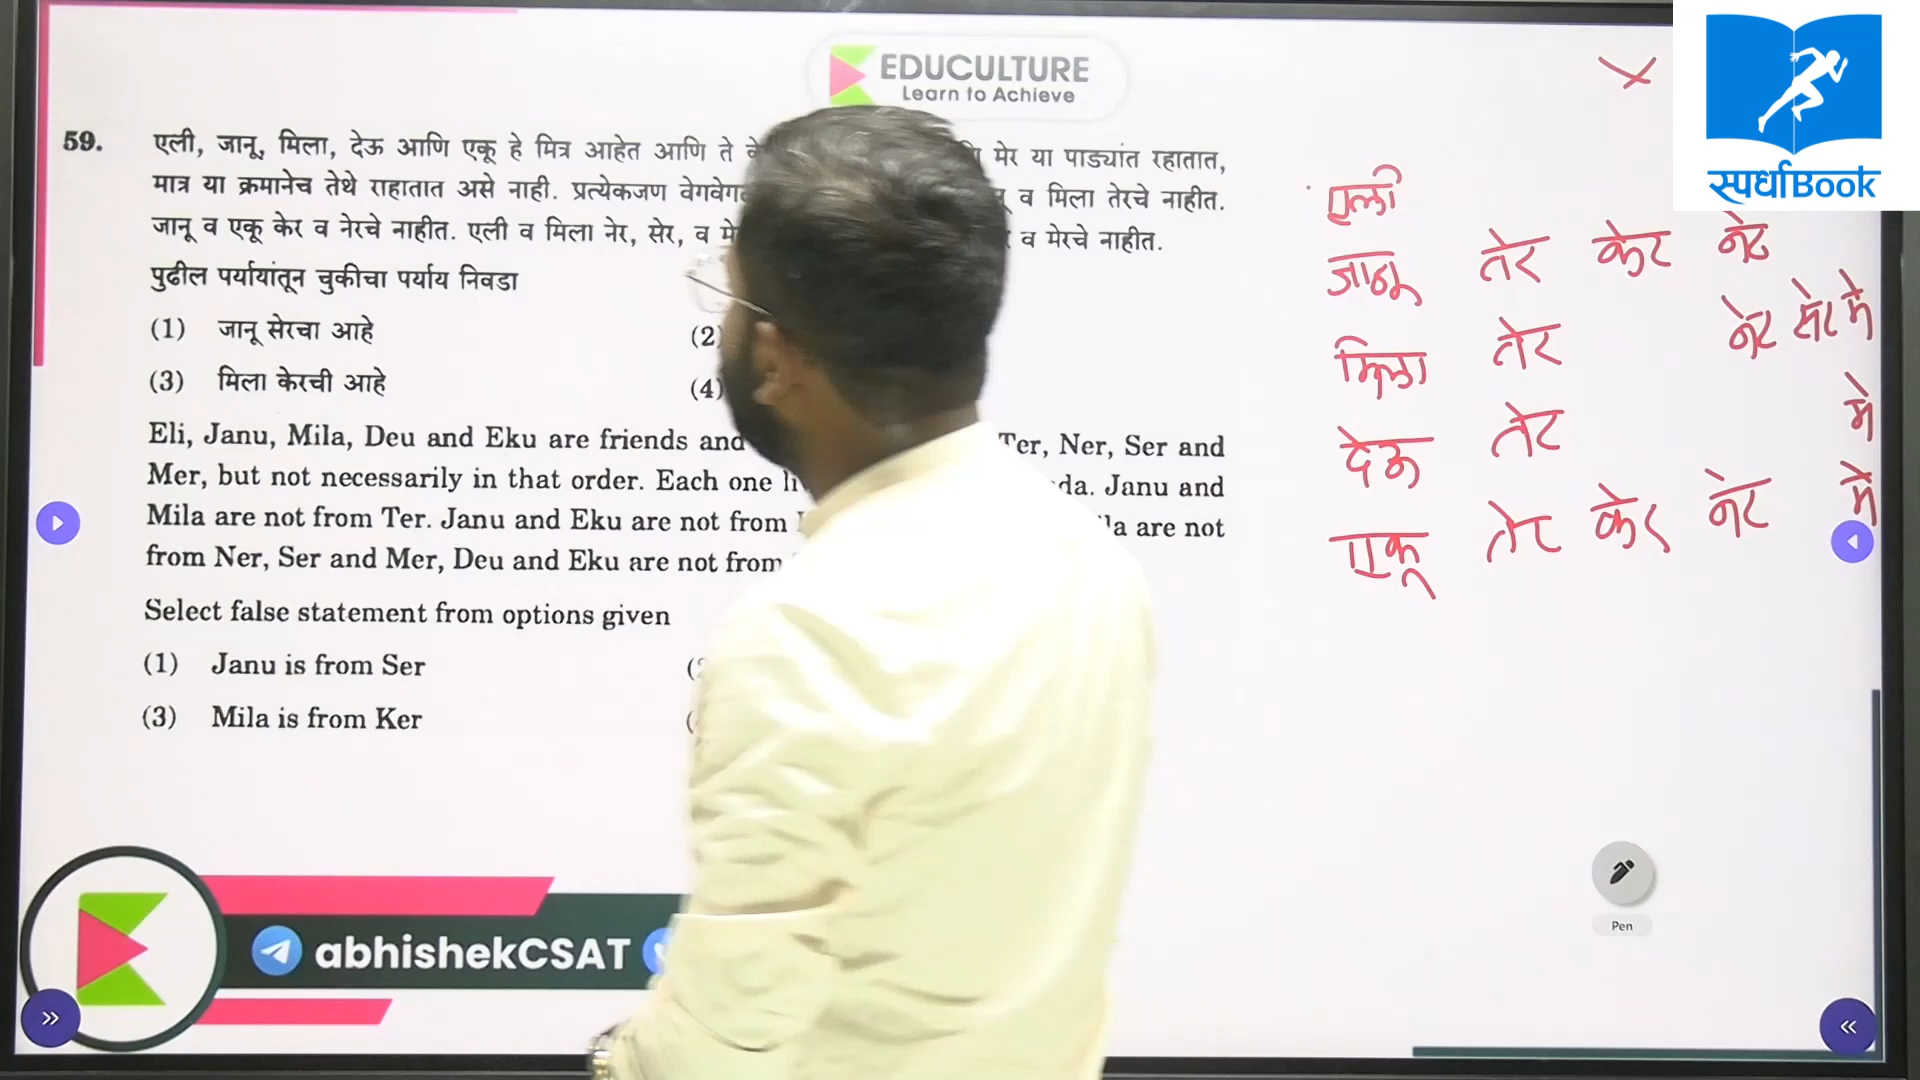 EDUCULTURE
Learn to Achieve
स्पर्धाBook
59. एली, जानू, मिला, देऊ आणि एकू हे मित्र आहेत आणि ते मेर या पाड्यांत रहातात,
मात्र या क्रमानेच तेथे राहातात असे नाही. प्रत्येकजण व मिला तेरचे नाहीत.
जानू व एकू केर व नेरचे नाहीत. एली व मिला नेर, सेर, व व मेरचे नाहीत.
पुढील पर्यायांतून चुकीचा पर्याय निवडा
(1) जानू सेरचा आहे
(2)
(3) मिला केरची आहे
(4)
Eli, Janu, Mila, Deu and Eku are friends and Ter, Ner, Ser and
Mer, but not necessarily in that order. Each one da. Janu and
Mila are not from Ter. Janu and Eku are not from are not
from Ner, Ser and Mer, Deu and Eku are not from
Select false statement from options given
(1) Janu is from Ser
(3) Mila is from Ker
एली
जानू तेर केर नेर
मिला तेर नेर सेर मे
देऊ तेर मे
एकू तेर केर नेर मे
abhishekCSAT
Pen